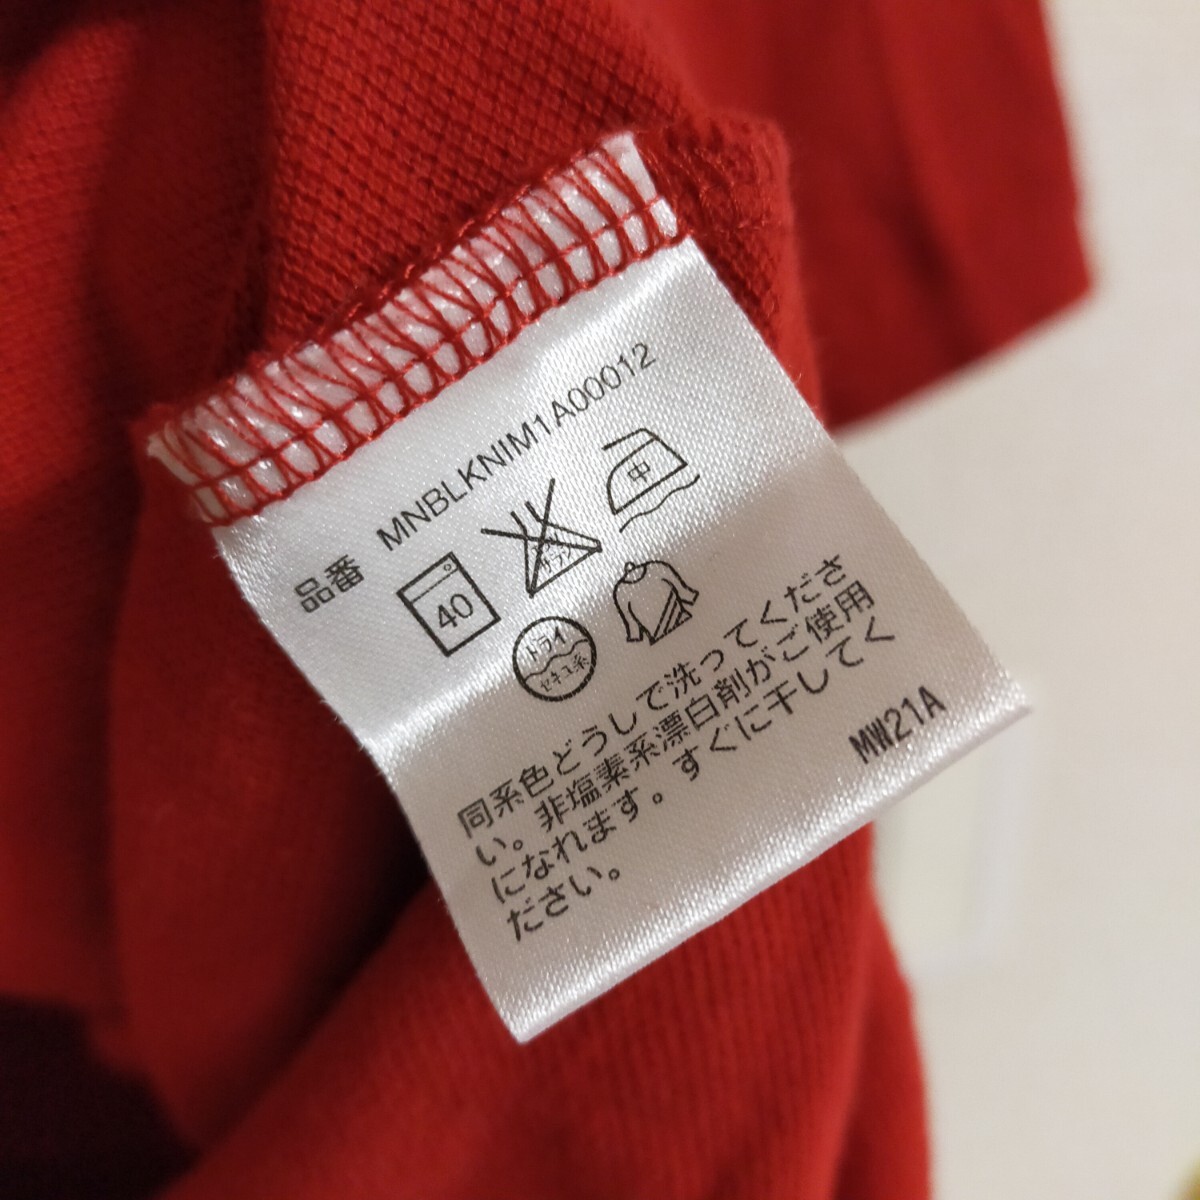 品番 MNBLKNIM1A00012
40
中
ドライ
セキユ系
同系色どうしで洗ってくださ
い。非塩素系漂白剤がご使用
になれます。すぐに干してく
ださい。
MW21A